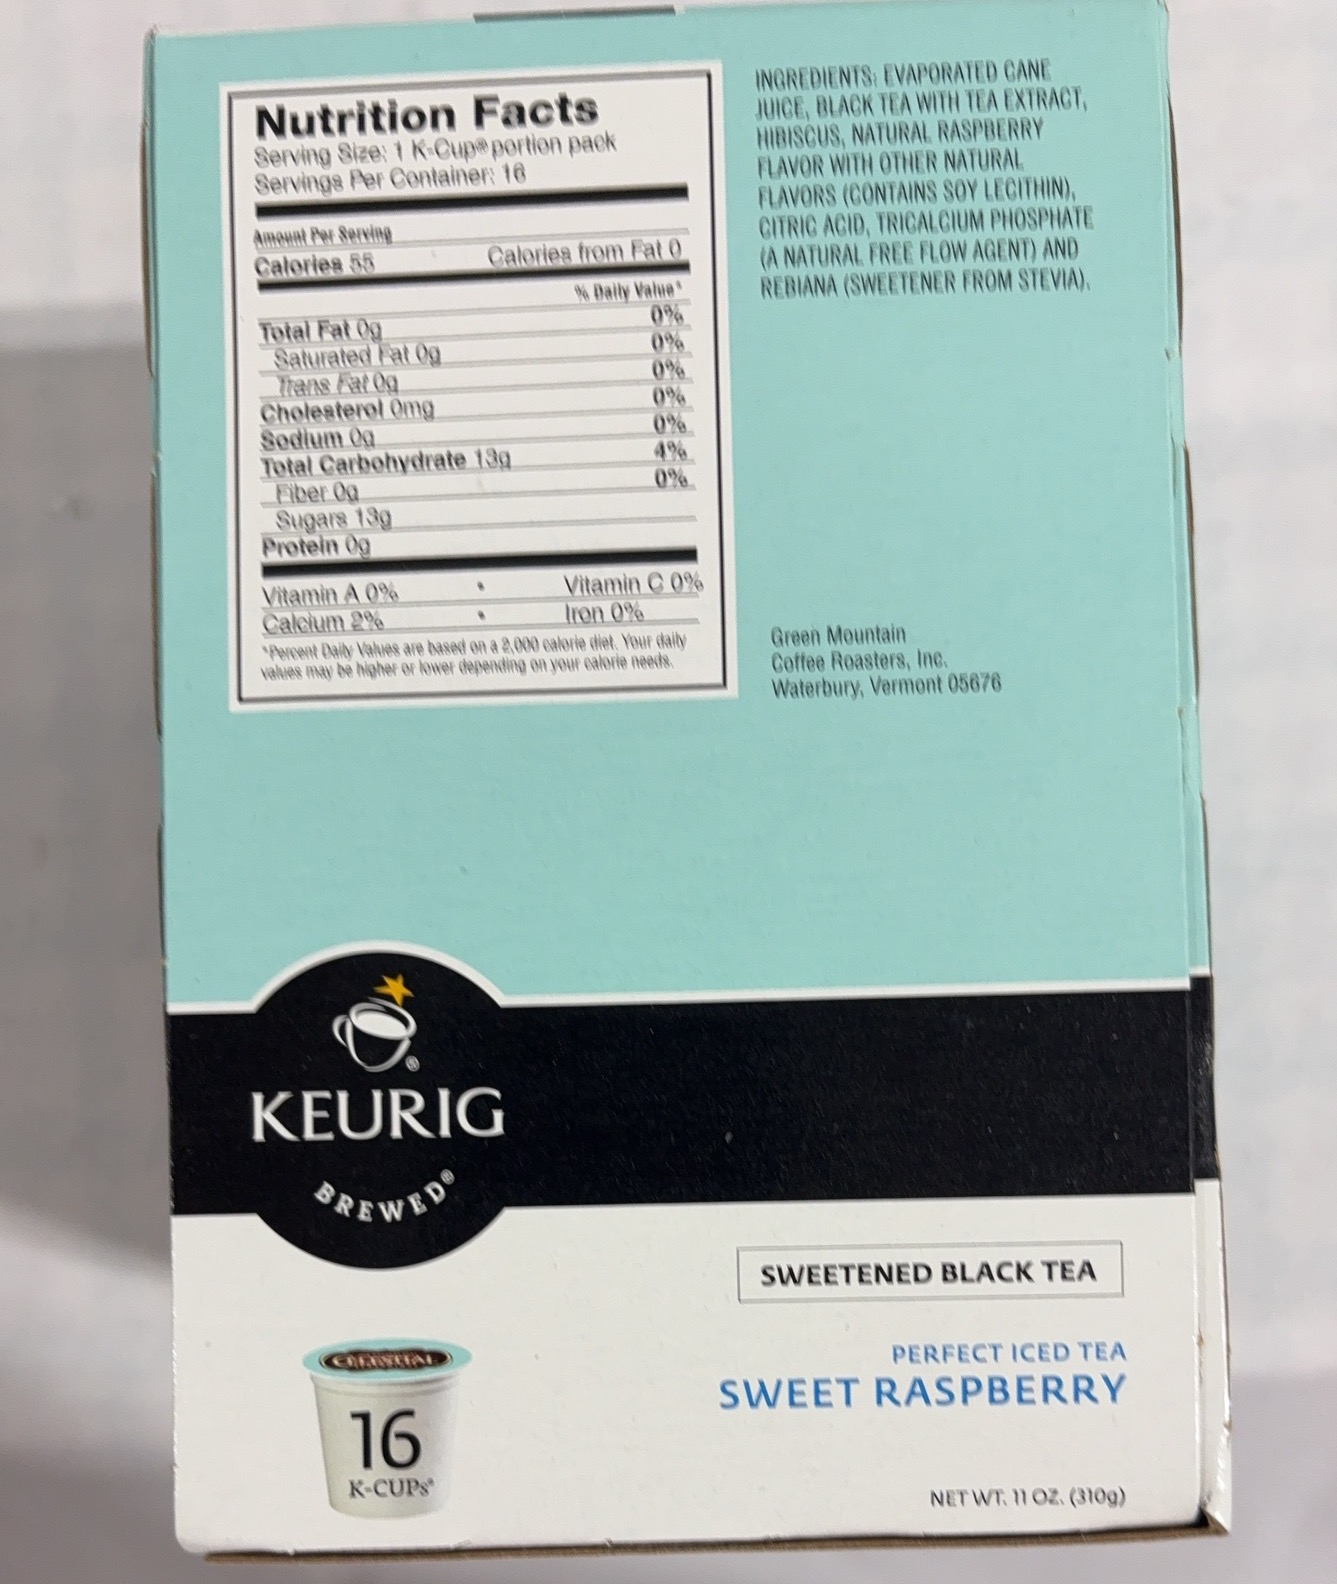 Nutrition Facts
Serving Size: 1 K-Cup® portion pack
Servings Per Container: 16
Amount Per Serving
Calories 55 Calories from Fat 0
% Daily Value*
Total Fat 0g 0%
Saturated Fat 0g 0%
Trans Fat 0g 0%
Cholesterol 0mg 0%
Sodium 0g 0%
Total Carbohydrate 13g 4%
Fiber 0g 0%
Sugars 13g
Protein 0g
Vitamin A 0% • Vitamin C 0%
Calcium 2% • Iron 0%
*Percent Daily Values are based on a 2,000 calorie diet. Your daily
values may be higher or lower depending on your calorie needs.
INGREDIENTS: EVAPORATED CANE
JUICE, BLACK TEA WITH TEA EXTRACT,
HIBISCUS, NATURAL RASPBERRY
FLAVOR WITH OTHER NATURAL
FLAVORS (CONTAINS SOY LECITHIN),
CITRIC ACID, TRICALCIUM PHOSPHATE
(A NATURAL FREE FLOW AGENT) AND
REBIANA (SWEETENER FROM STEVIA).
Green Mountain
Coffee Roasters, Inc.
Waterbury, Vermont 05676
®
KEURIG
BREWED®
SWEETENED BLACK TEA
PERFECT ICED TEA
SWEET RASPBERRY
CELESTIAL
16
K-CUPs®
NET WT. 11 OZ. (310g)